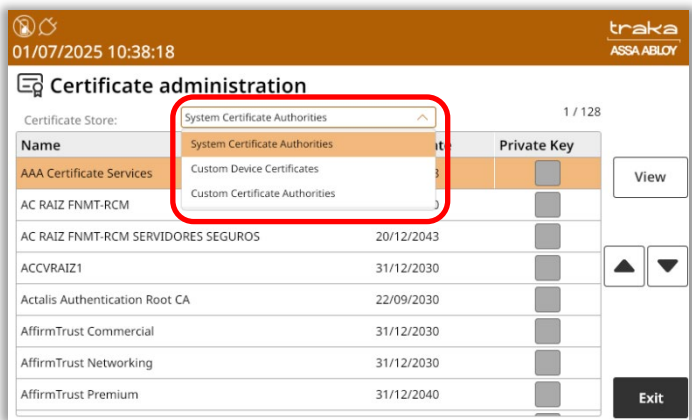 traka
01/07/2025 10:38:18
ASSA ABLOY
Certificate administration
Certificate Store:
System Certificate Authorities
1 / 128
Name
Private Key
System Certificate Authorities
Custom Device Certificates
Custom Certificate Authorities
AAA Certificate Services
View
AC RAIZ FNMT-RCM
AC RAIZ FNMT-RCM SERVIDORES SEGUROS 20/12/2043
ACCVRAIZ1 31/12/2030
Actalis Authentication Root CA 22/09/2030
AffirmTrust Commercial 31/12/2030
AffirmTrust Networking 31/12/2030
AffirmTrust Premium 31/12/2040
Exit